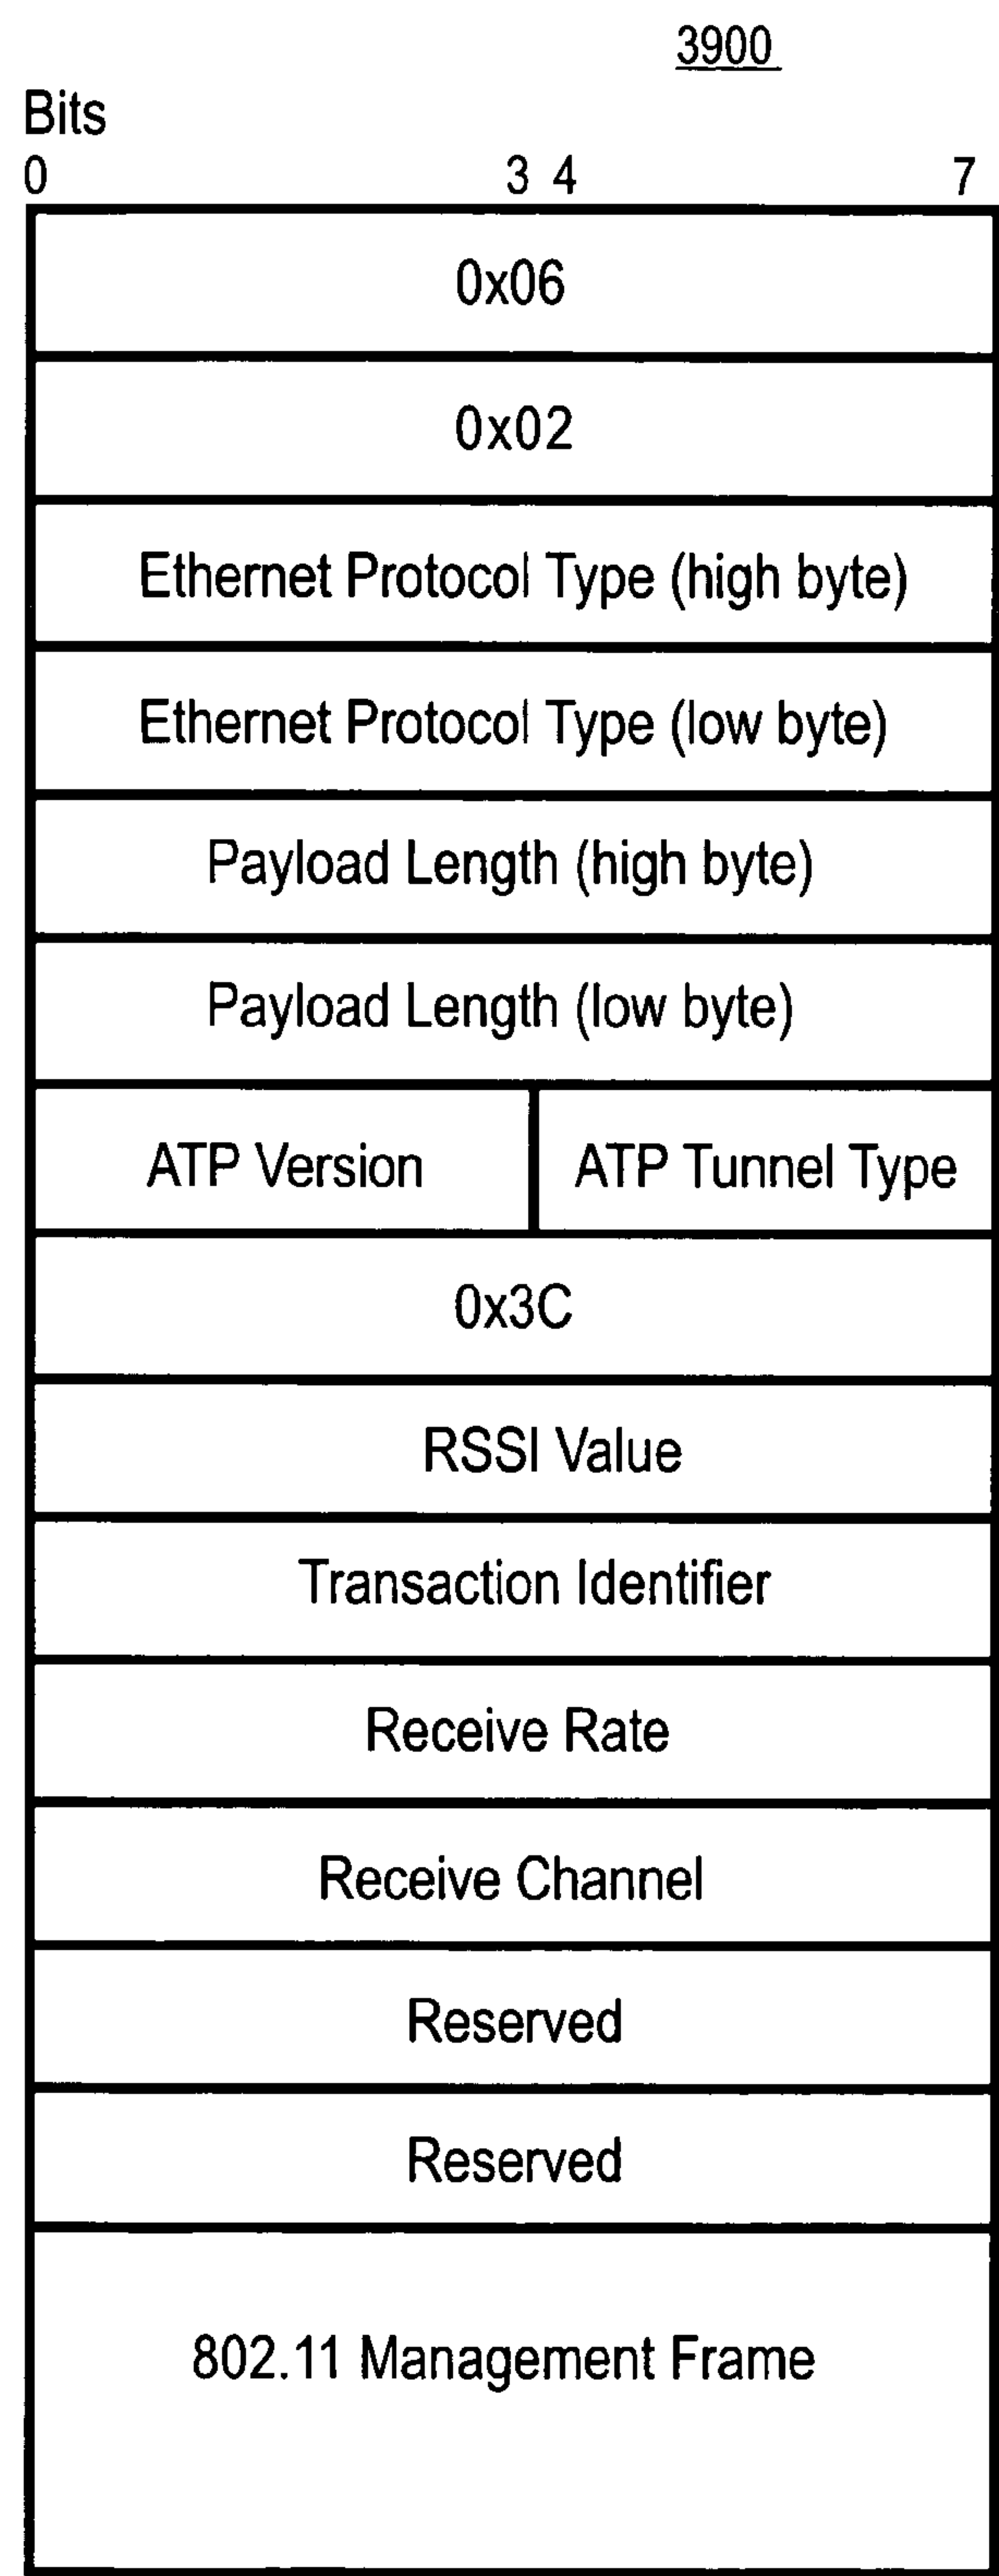 3900
Bits
0 3 4 7
0x06
0x02
Ethernet Protocol Type (high byte)
Ethernet Protocol Type (low byte)
Payload Length (high byte)
Payload Length (low byte)
ATP Version ATP Tunnel Type
0x3C
RSSI Value
Transaction Identifier
Receive Rate
Receive Channel
Reserved
Reserved
802.11 Management Frame